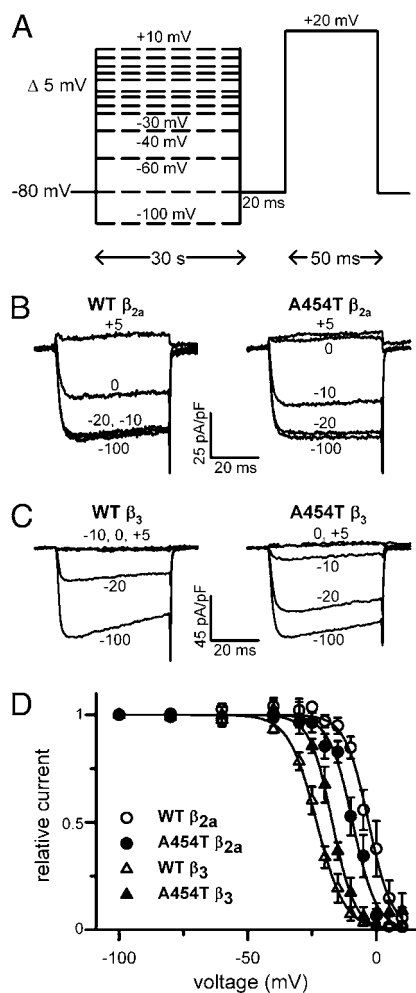 A
+10 mV
+20 mV
Δ 5 mV
-30 mV
-40 mV
-60 mV
-80 mV
20 ms
-100 mV
30 s
50 ms
B
WT β2a
A454T β2a
+5
+5
0
0
-10
-20, -10
-20
-100
-100
25 pA/pF
20 ms
C
WT β3
A454T β3
-10, 0, +5
0, +5
-10
-20
-20
-100
-100
45 pA/pF
20 ms
D
1
0.5
0
relative current
WT β2a
A454T β2a
WT β3
A454T β3
-100
-50
0
voltage (mV)